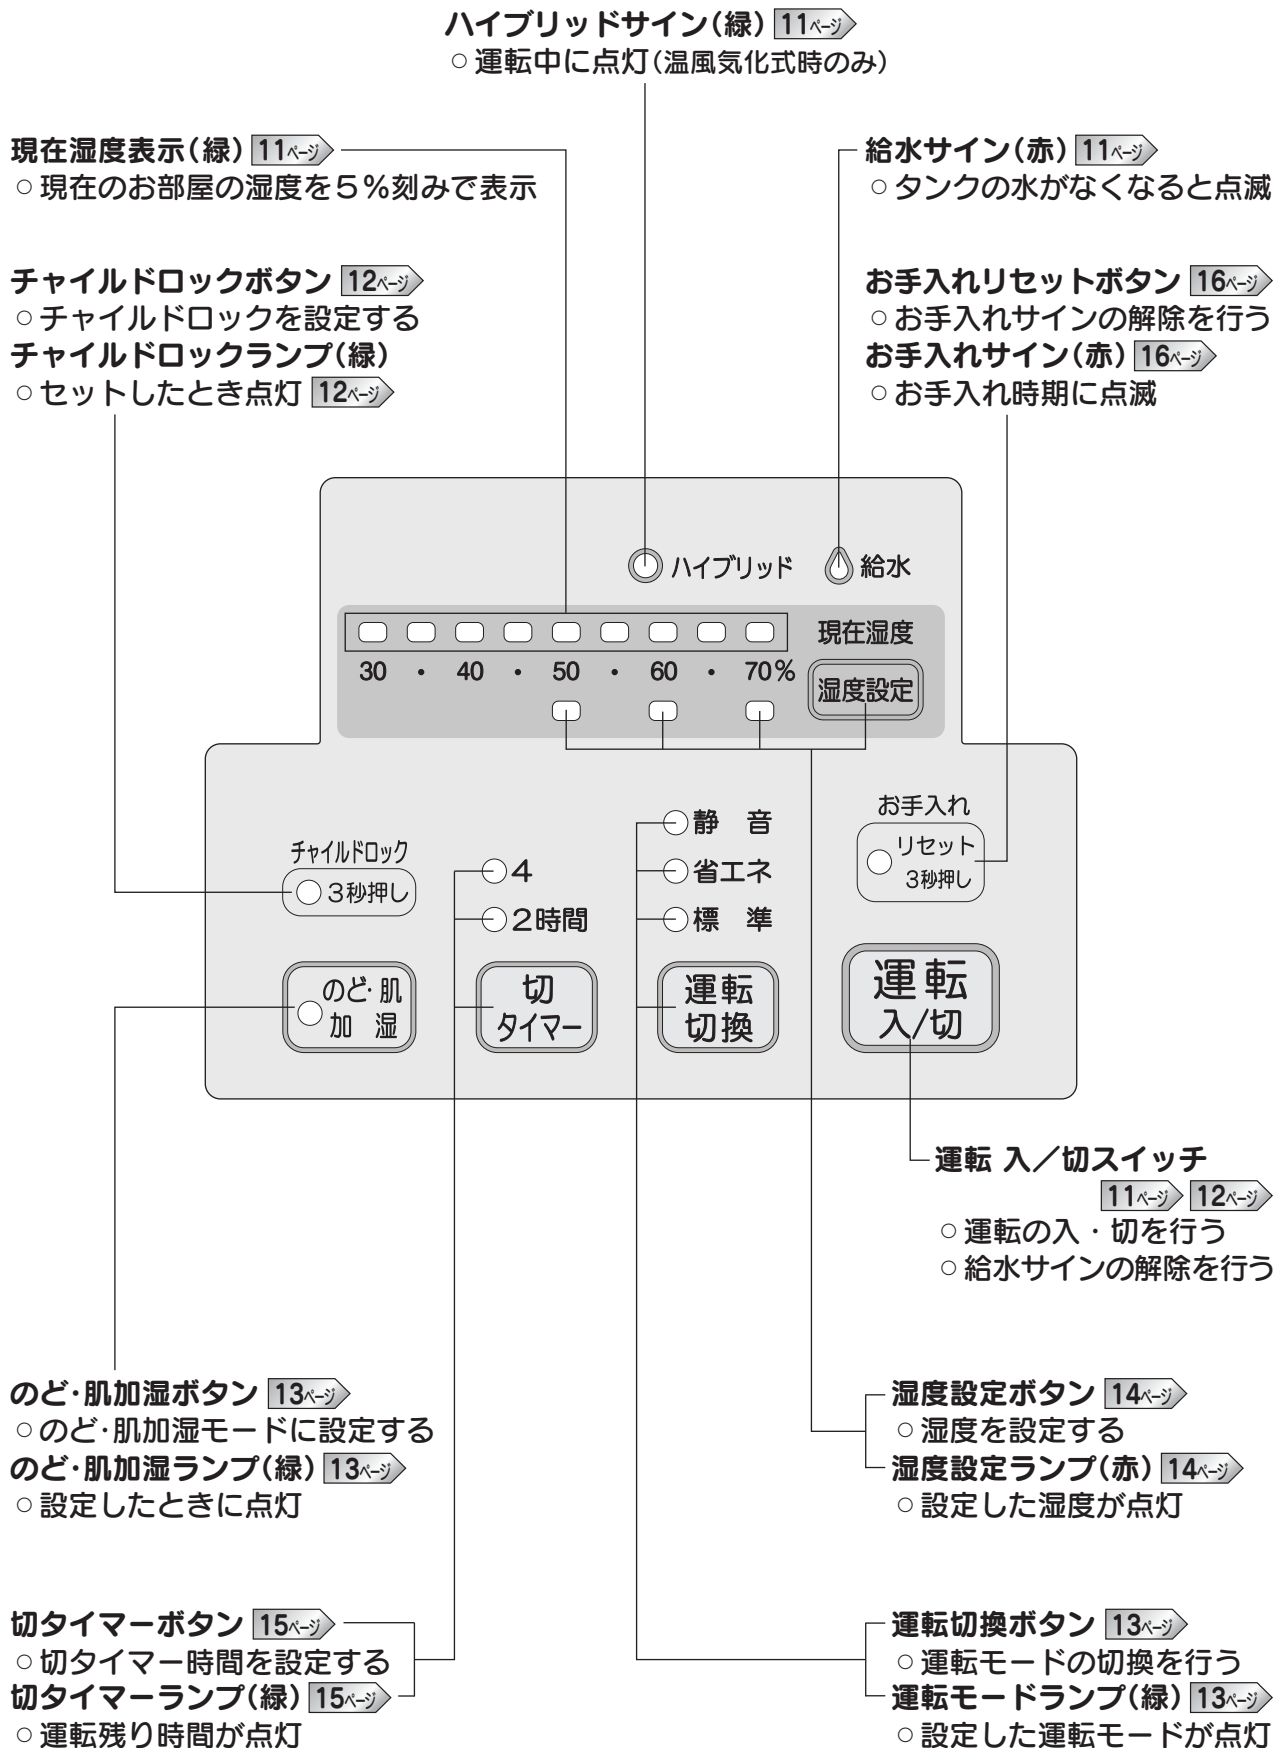 ハイブリッドサイン(緑) 11ページ
○ 運転中に点灯(温風気化式時のみ)
現在湿度表示(緑) 11ページ
○ 現在のお部屋の湿度を5%刻みで表示
給水サイン(赤) 11ページ
○ タンクの水がなくなると点滅
チャイルドロックボタン 12ページ
○ チャイルドロックを設定する
チャイルドロックランプ(緑)
○ セットしたとき点灯 12ページ
お手入れリセットボタン 16ページ
○ お手入れサインの解除を行う
お手入れサイン(赤) 16ページ
○ お手入れ時期に点滅
ハイブリッド 給水
現在湿度
30 ・ 40 ・ 50 ・ 60 ・ 70%
湿度設定
チャイルドロック
3秒押し
4
2時間
静 音
省エネ
標 準
お手入れ
リセット
3秒押し
のど・肌
加 湿
切
タイマー
運転
切換
運転
入/切
運転 入/切スイッチ
11ページ 12ページ
○ 運転の入・切を行う
○ 給水サインの解除を行う
のど・肌加湿ボタン 13ページ
○ のど・肌加湿モードに設定する
のど・肌加湿ランプ(緑) 13ページ
○ 設定したときに点灯
湿度設定ボタン 14ページ
○ 湿度を設定する
湿度設定ランプ(赤) 14ページ
○ 設定した湿度が点灯
切タイマーボタン 15ページ
○ 切タイマー時間を設定する
切タイマーランプ(緑) 15ページ
○ 運転残り時間が点灯
運転切換ボタン 13ページ
○ 運転モードの切換を行う
運転モードランプ(緑) 13ページ
○ 設定した運転モードが点灯